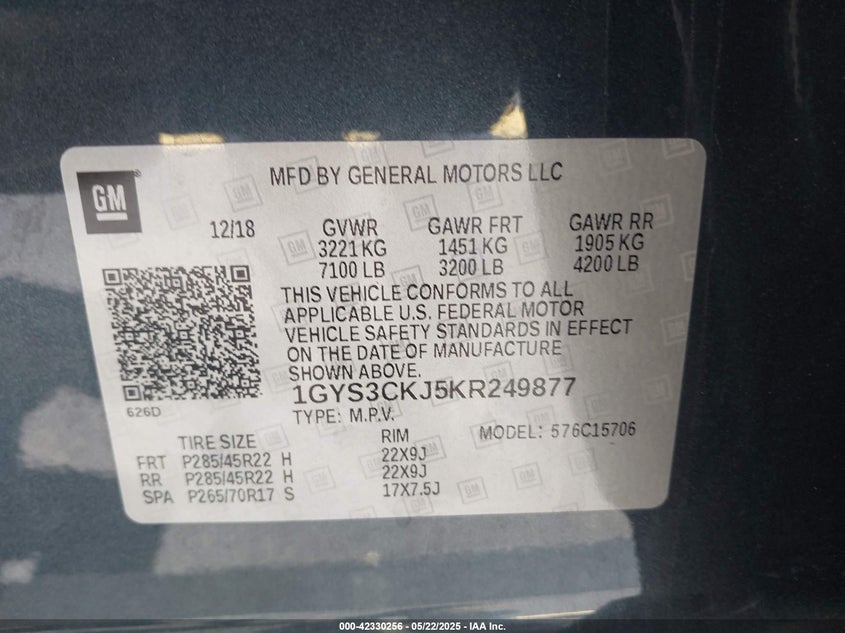 GM
MFD BY GENERAL MOTORS LLC
12/18
GVWR GAWR FRT GAWR RR
3221 KG 1451 KG 1905 KG
7100 LB 3200 LB 4200 LB
THIS VEHICLE CONFORMS TO ALL
APPLICABLE U.S. FEDERAL MOTOR
VEHICLE SAFETY STANDARDS IN EFFECT
ON THE DATE OF MANUFACTURE
SHOWN ABOVE.
1GYS3CKJ5KR249877
626D
TYPE: M.P.V.
TIRE SIZE RIM MODEL: 576C15706
FRT P285/45R22 H 22X9J
RR P285/45R22 H 22X9J
SPA P265/70R17 S 17X7.5J
000-42330256 - 05/22/2025 - IAA Inc.